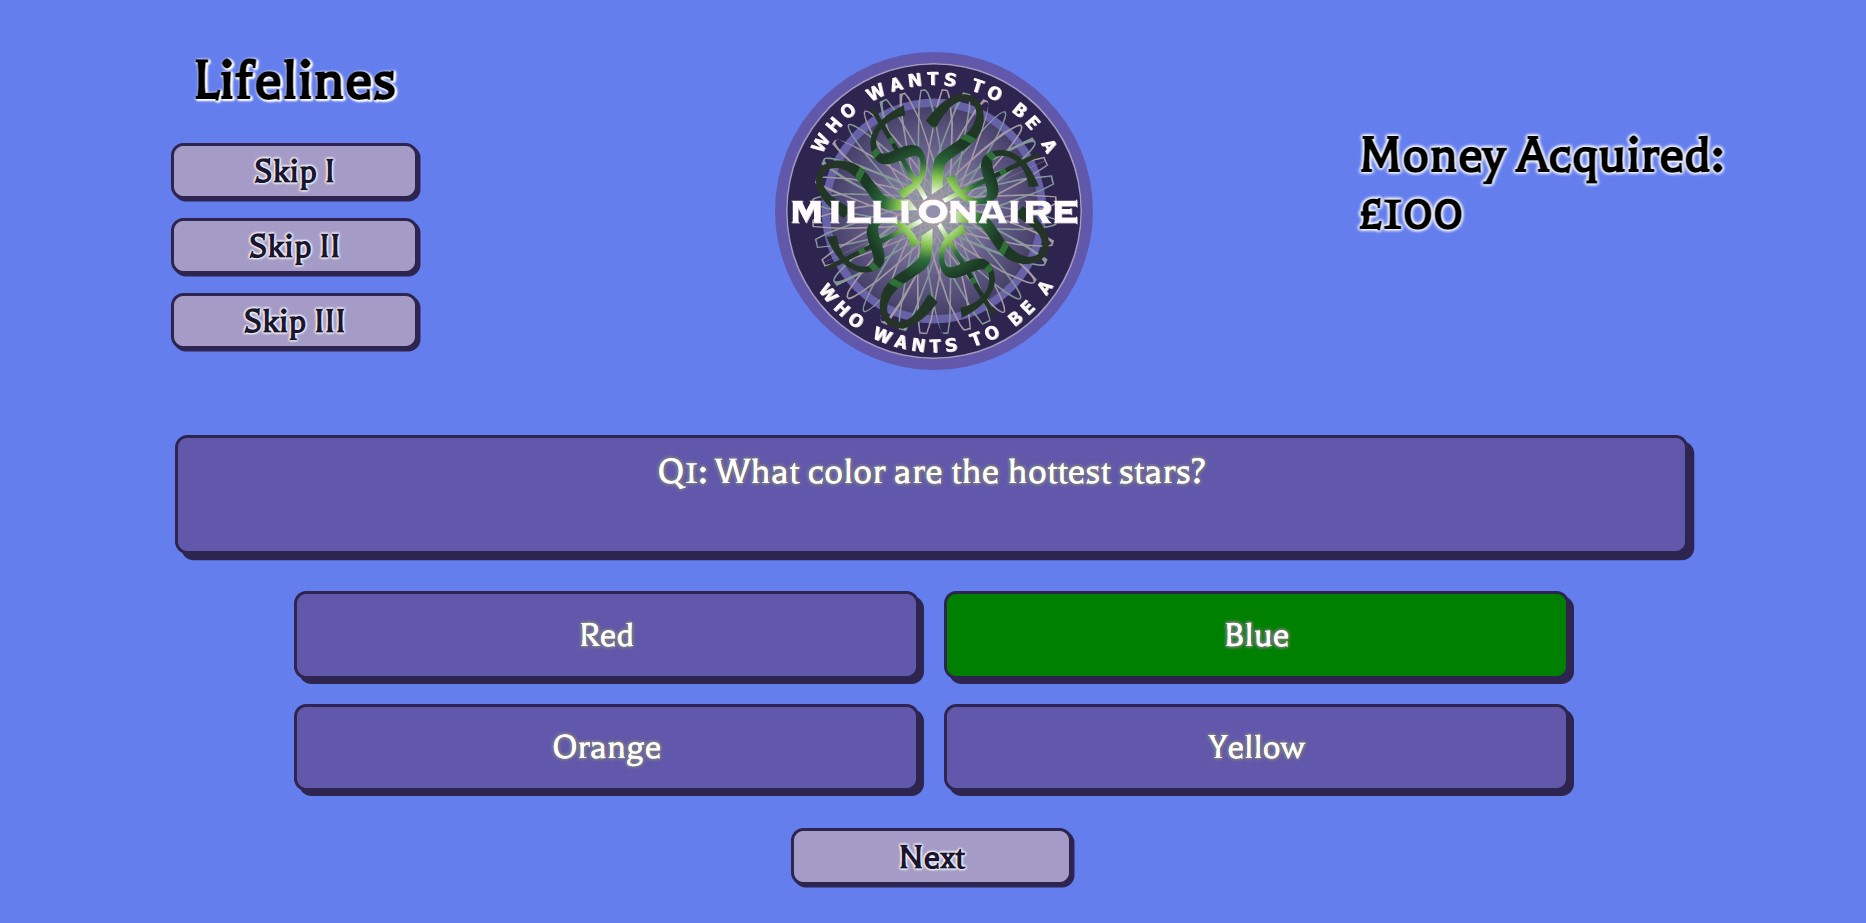 Lifelines
Skip I
Skip II
Skip III
WHO WANTS TO BE A
MILLIONAIRE
WHO WANTS TO BE A
Money Acquired:
£100
Q1: What color are the hottest stars?
Red
Blue
Orange
Yellow
Next